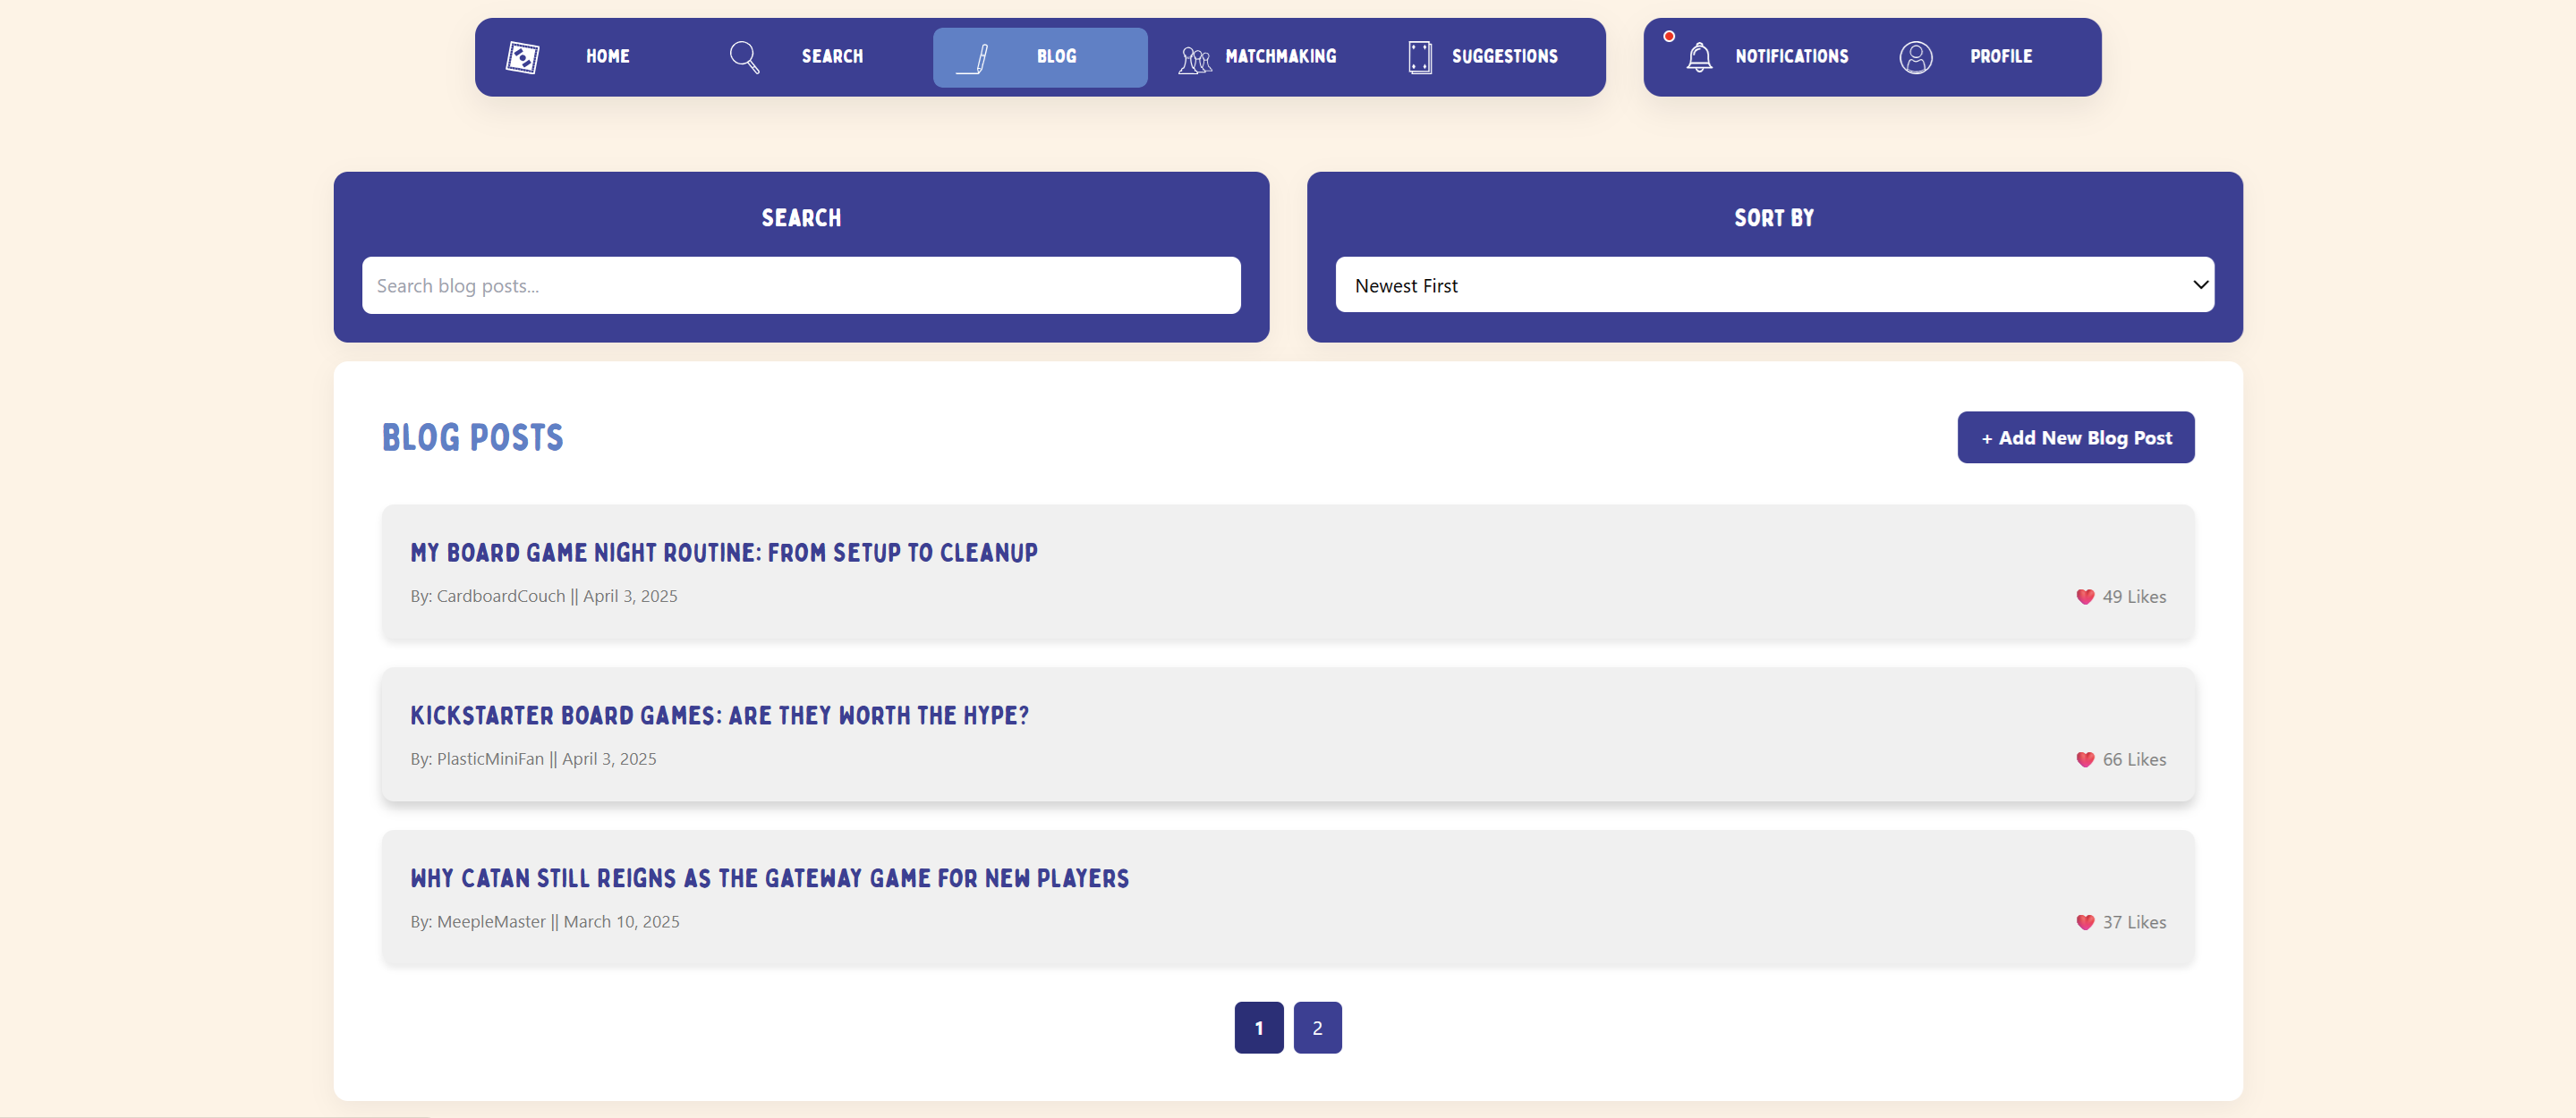 HOME SEARCH BLOG MATCHMAKING SUGGESTIONS NOTIFICATIONS PROFILE
SEARCH
Search blog posts...
SORT BY
Newest First
BLOG POSTS
+ Add New Blog Post
MY BOARD GAME NIGHT ROUTINE: FROM SETUP TO CLEANUP
By: CardboardCouch || April 3, 2025
49 Likes
KICKSTARTER BOARD GAMES: ARE THEY WORTH THE HYPE?
By: PlasticMiniFan || April 3, 2025
66 Likes
WHY CATAN STILL REIGNS AS THE GATEWAY GAME FOR NEW PLAYERS
By: MeepleMaster || March 10, 2025
37 Likes
1 2